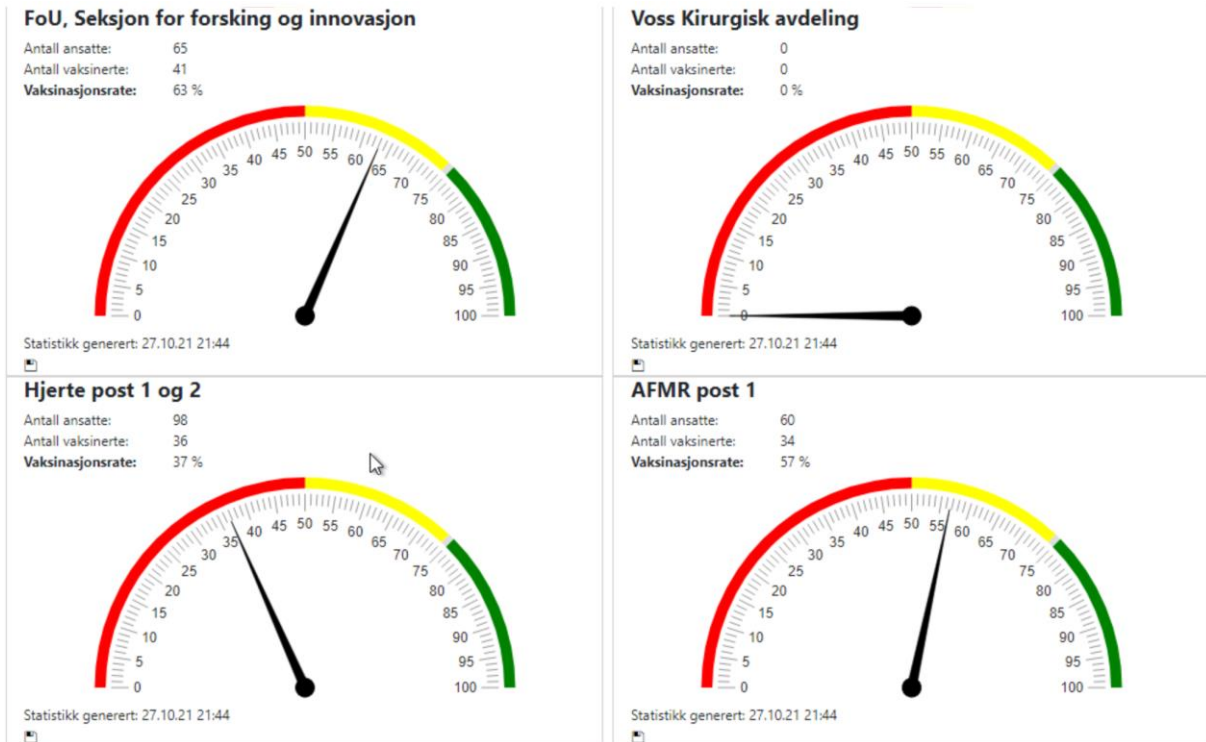 FoU, Seksjon for forsking og innovasjon
Antall ansatte: 65
Antall vaksinerte: 41
Vaksinasjonsrate: 63 %
0 5 10 15 20 25 30 35 40 45 50 55 60 65 70 75 80 85 90 95 100
Statistikk generert: 27.10.21 21:44
Voss Kirurgisk avdeling
Antall ansatte: 0
Antall vaksinerte: 0
Vaksinasjonsrate: 0 %
0 5 10 15 20 25 30 35 40 45 50 55 60 65 70 75 80 85 90 95 100
Statistikk generert: 27.10.21 21:44
Hjerte post 1 og 2
Antall ansatte: 98
Antall vaksinerte: 36
Vaksinasjonsrate: 37 %
0 5 10 15 20 25 30 35 40 45 50 55 60 65 70 75 80 85 90 95 100
Statistikk generert: 27.10.21 21:44
AFMR post 1
Antall ansatte: 60
Antall vaksinerte: 34
Vaksinasjonsrate: 57 %
0 5 10 15 20 25 30 35 40 45 50 55 60 65 70 75 80 85 90 95 100
Statistikk generert: 27.10.21 21:44